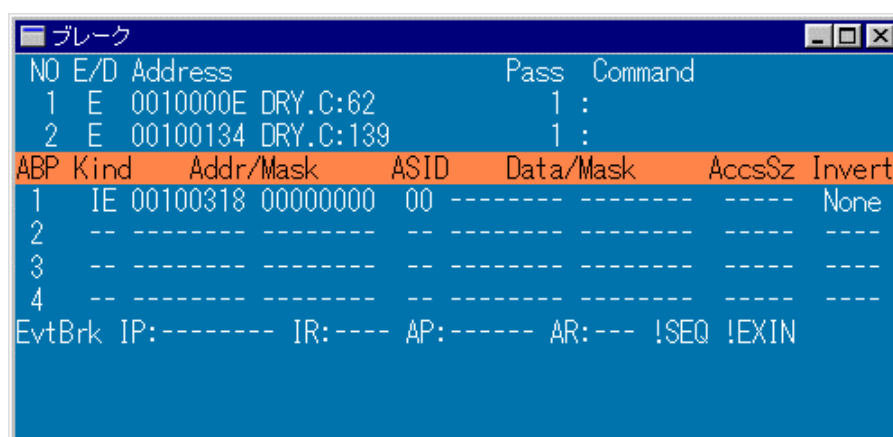 ブレーク
NO E/D Address Pass Command
1 E 0010000E DRY.C:62 1 :
2 E 00100134 DRY.C:139 1 :
ABP Kind Addr/Mask ASID Data/Mask AccsSz Invert
1 IE 00100318 00000000 00 -------- -------- ----- None
2 -- -------- -------- -- -------- -------- ----- ----
3 -- -------- -------- -- -------- -------- ----- ----
4 -- -------- -------- -- -------- -------- ----- ----
EvtBrk IP:-------- IR:---- AP:------ AR:--- !SEQ !EXIN